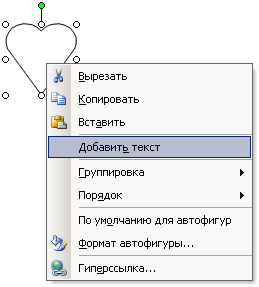 Вырезать
Копировать
Вставить
Добавить текст
Группировка
Порядок
По умолчанию для автофигур
Формат автофигуры...
Гиперссылка...